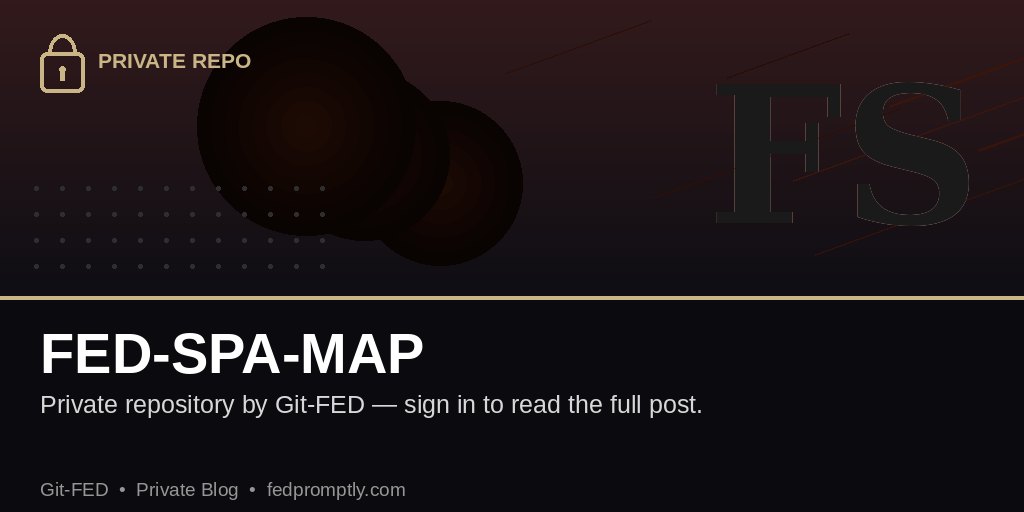 PRIVATE REPO
FS
FED-SPA-MAP
Private repository by Git-FED — sign in to read the full post.
Git-FED • Private Blog • fedpromptly.com